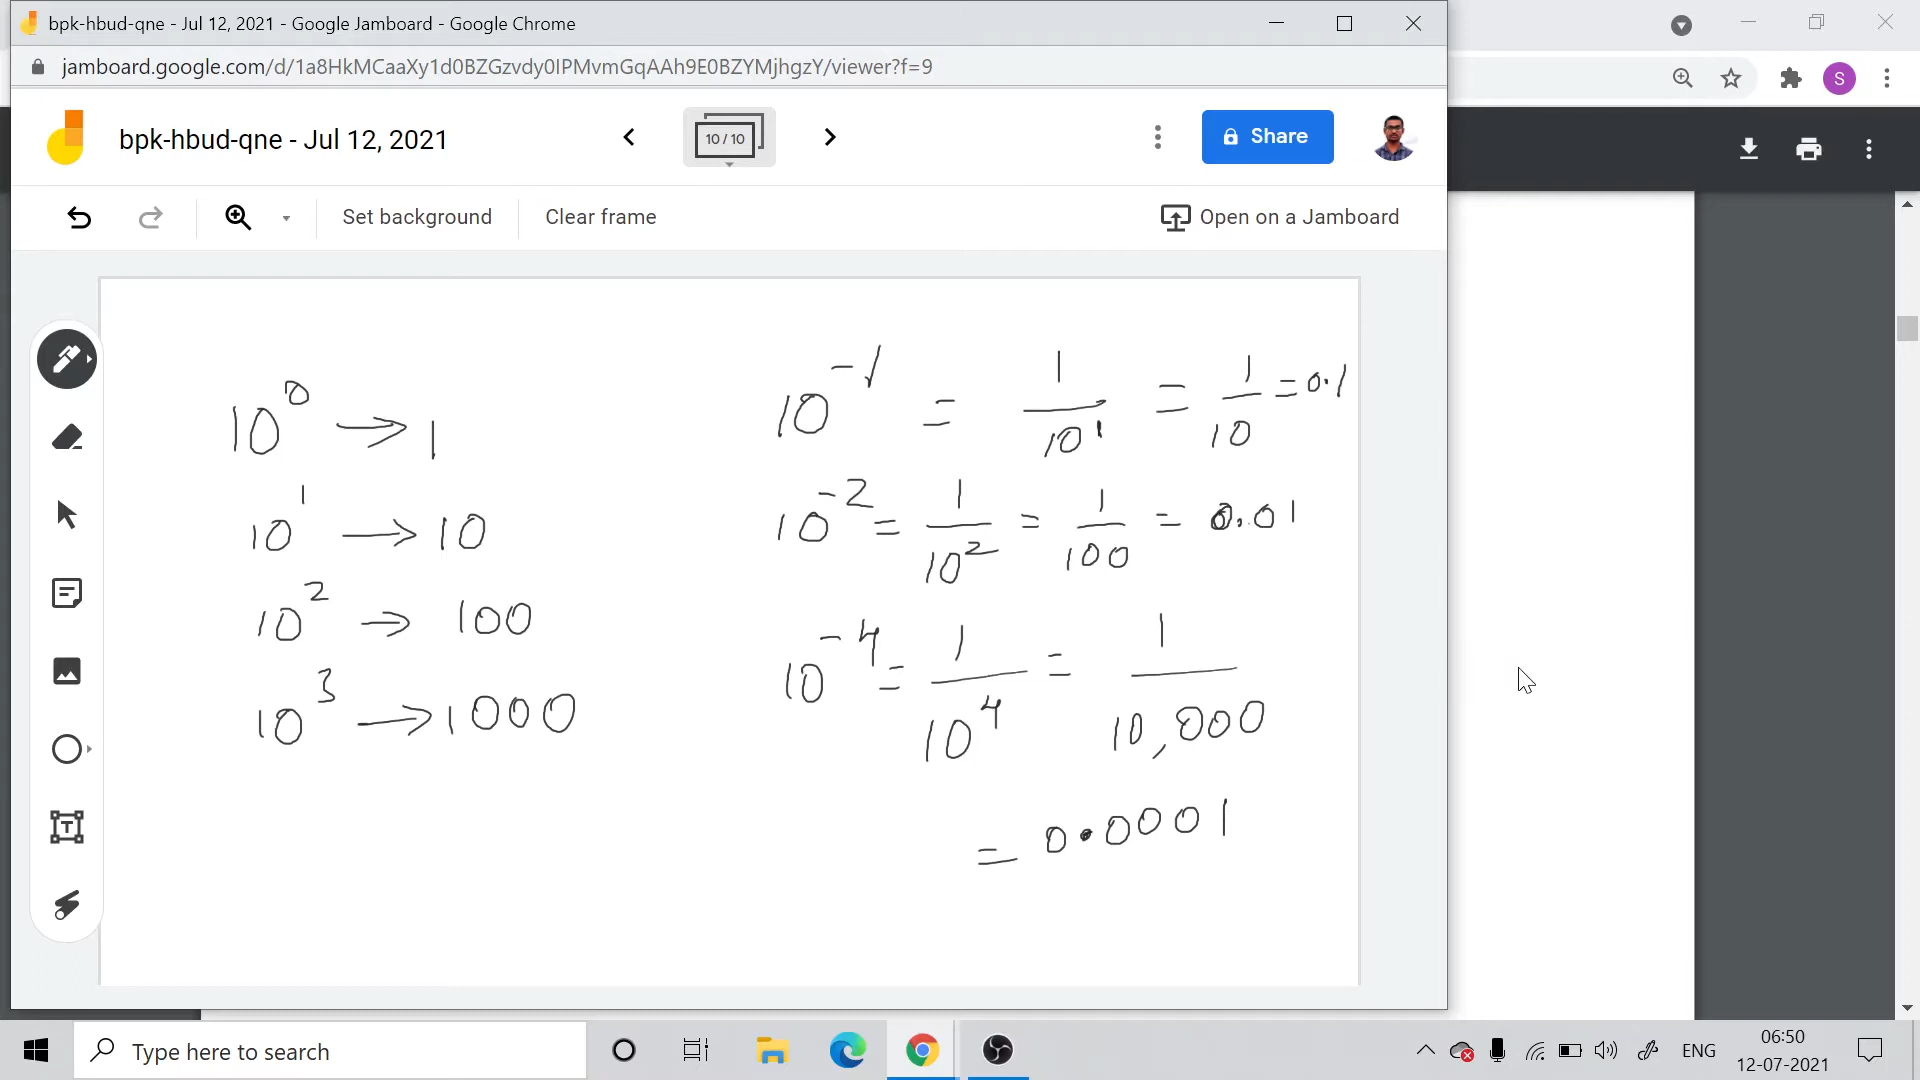 bpk-hbud-qne - Jul 12, 2021 - Google Jamboard - Google Chrome
jamboard.google.com/d/1a8HkMCaaXy1d0BZGzvdy0IPMvmGqAAh9E0BZYMjhgzY/viewer?f=9
S
bpk-hbud-qne - Jul 12, 2021
10 / 10
Share
Set background
Clear frame
Open on a Jamboard
10⁰ → 1
10¹ → 10
10² → 100
10³ → 1000
10⁻¹ = 1/10¹ = 1/10 = 0.1
10⁻² = 1/10² = 1/100 = 0.01
10⁻⁴ = 1/10⁴ = 1/10,000
= 0.0001
Type here to search
ENG
06:50
12-07-2021